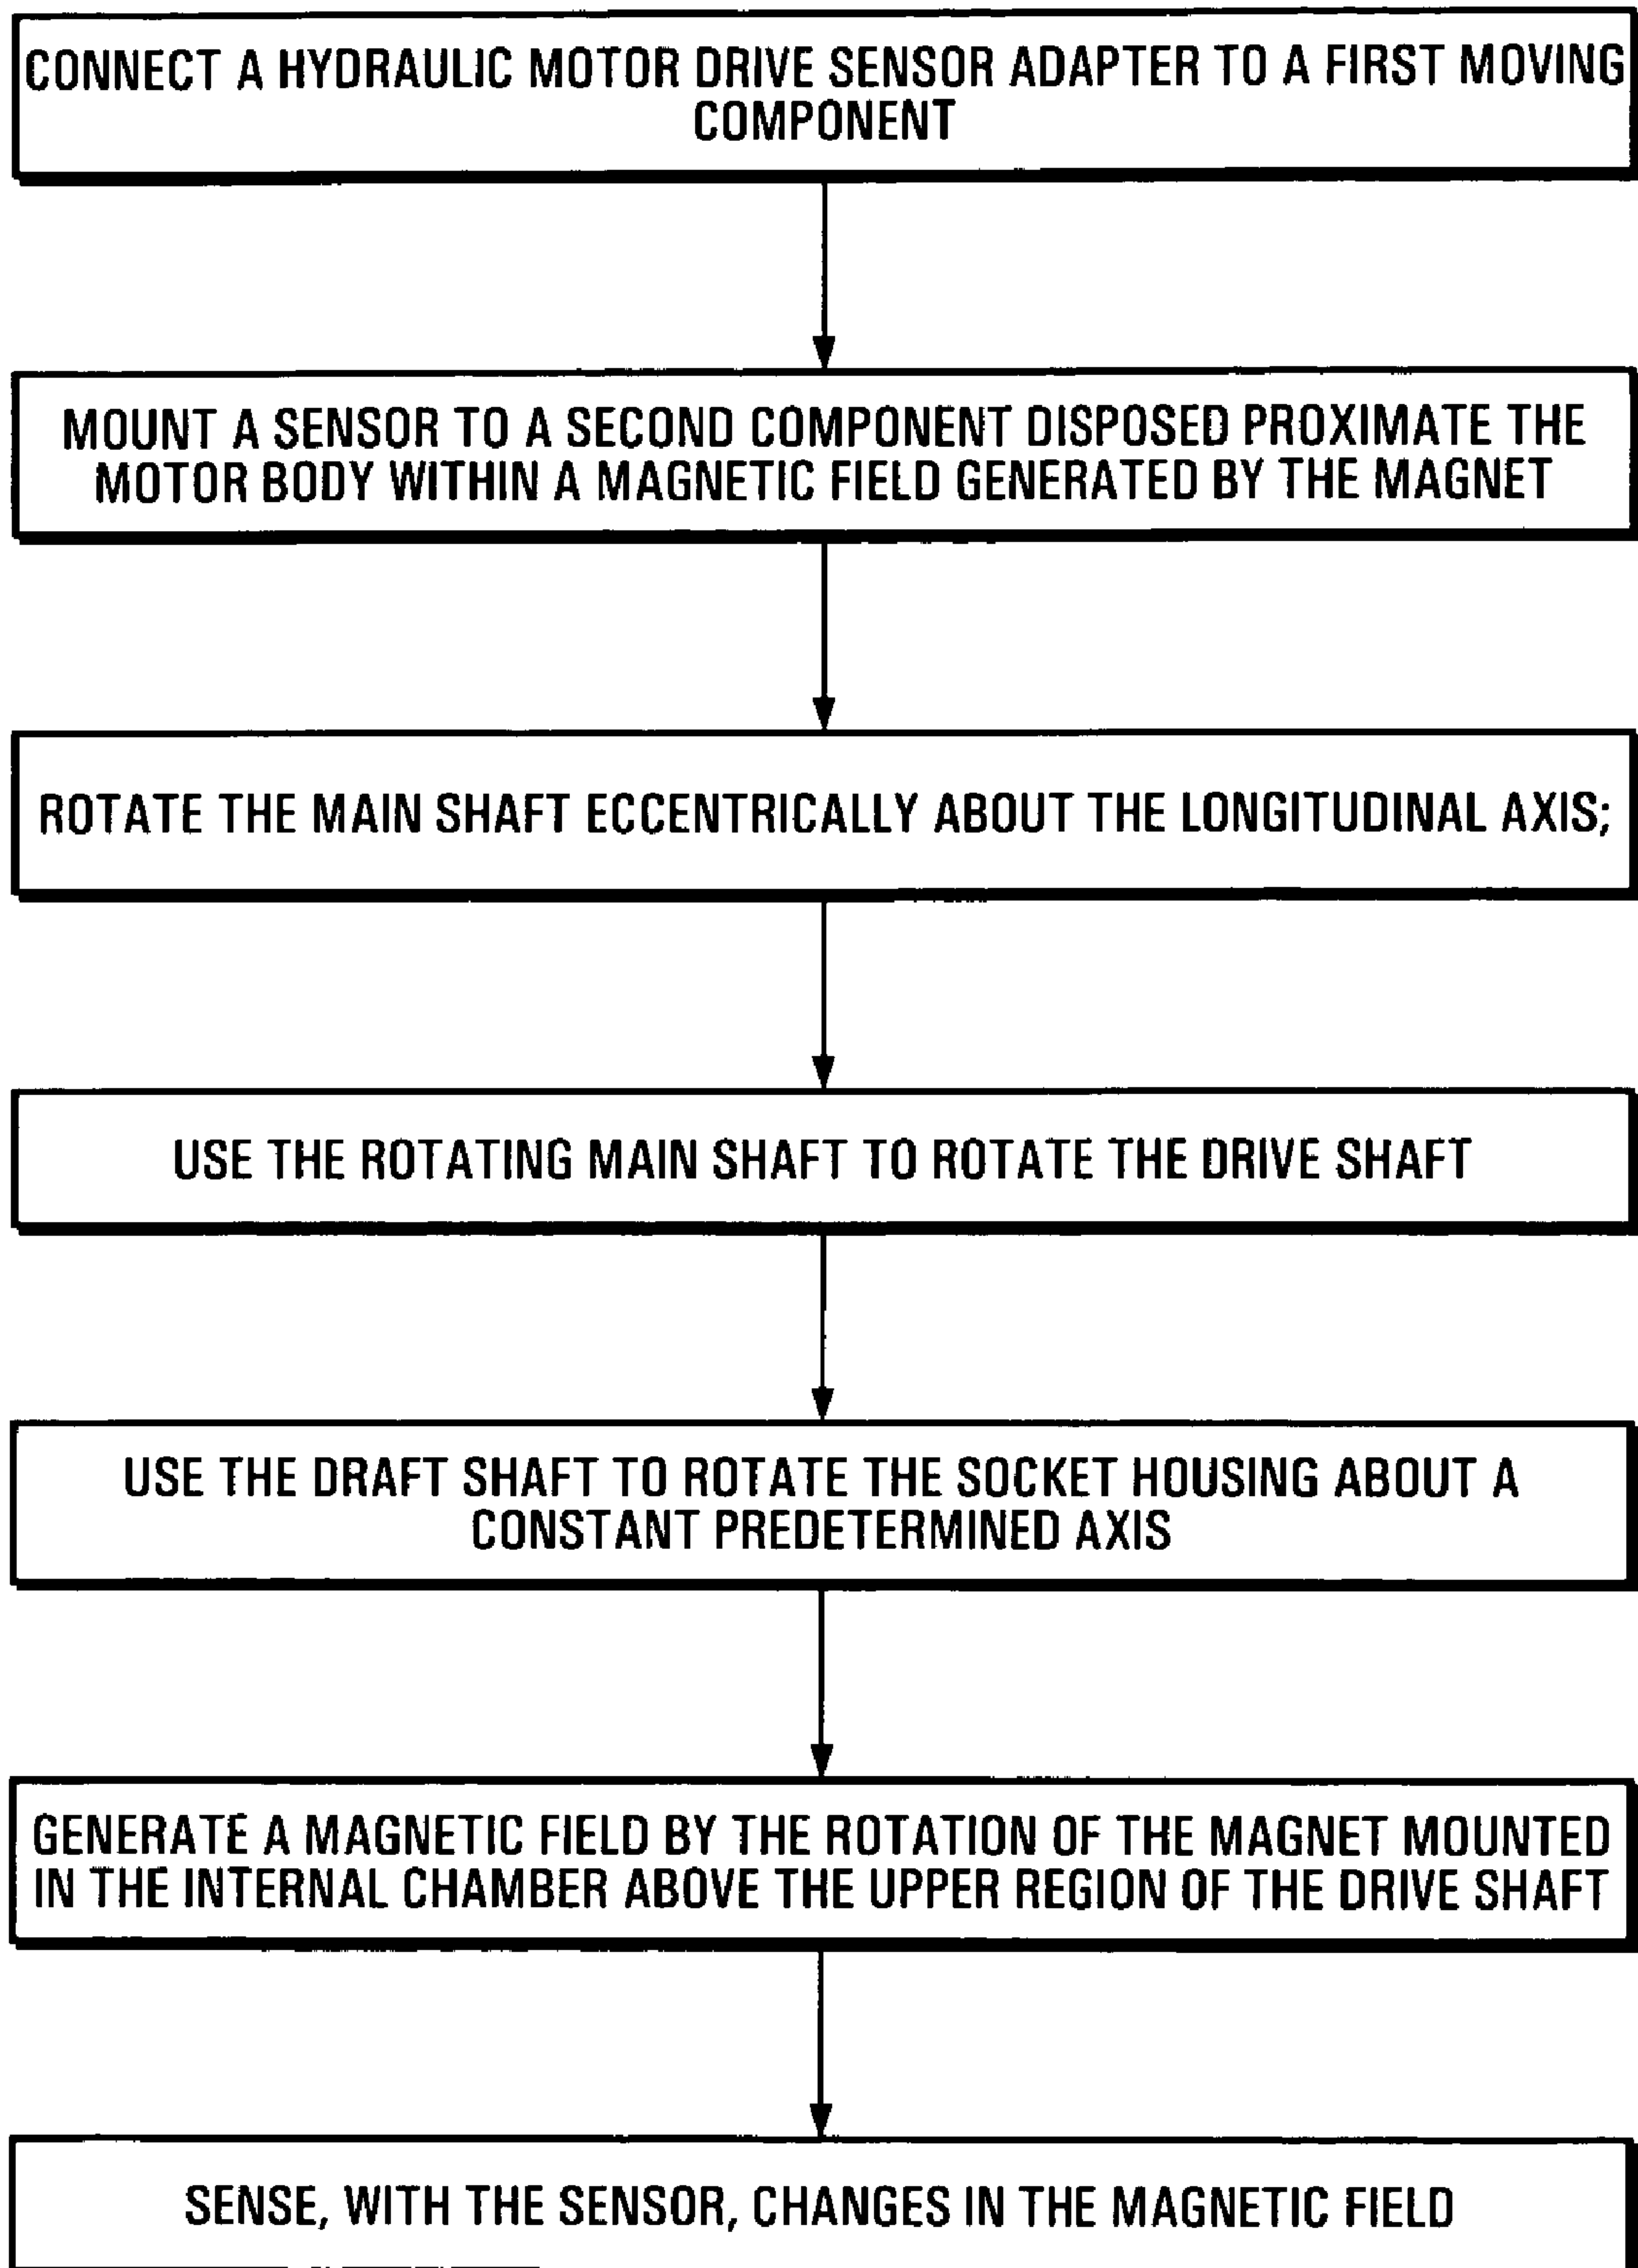 CONNECT A HYDRAULIC MOTOR DRIVE SENSOR ADAPTER TO A FIRST MOVING
COMPONENT
MOUNT A SENSOR TO A SECOND COMPONENT DISPOSED PROXIMATE THE
MOTOR BODY WITHIN A MAGNETIC FIELD GENERATED BY THE MAGNET
ROTATE THE MAIN SHAFT ECCENTRICALLY ABOUT THE LONGITUDINAL AXIS;
USE THE ROTATING MAIN SHAFT TO ROTATE THE DRIVE SHAFT
USE THE DRAFT SHAFT TO ROTATE THE SOCKET HOUSING ABOUT A
CONSTANT PREDETERMINED AXIS
GENERATE A MAGNETIC FIELD BY THE ROTATION OF THE MAGNET MOUNTED
IN THE INTERNAL CHAMBER ABOVE THE UPPER REGION OF THE DRIVE SHAFT
SENSE, WITH THE SENSOR, CHANGES IN THE MAGNETIC FIELD